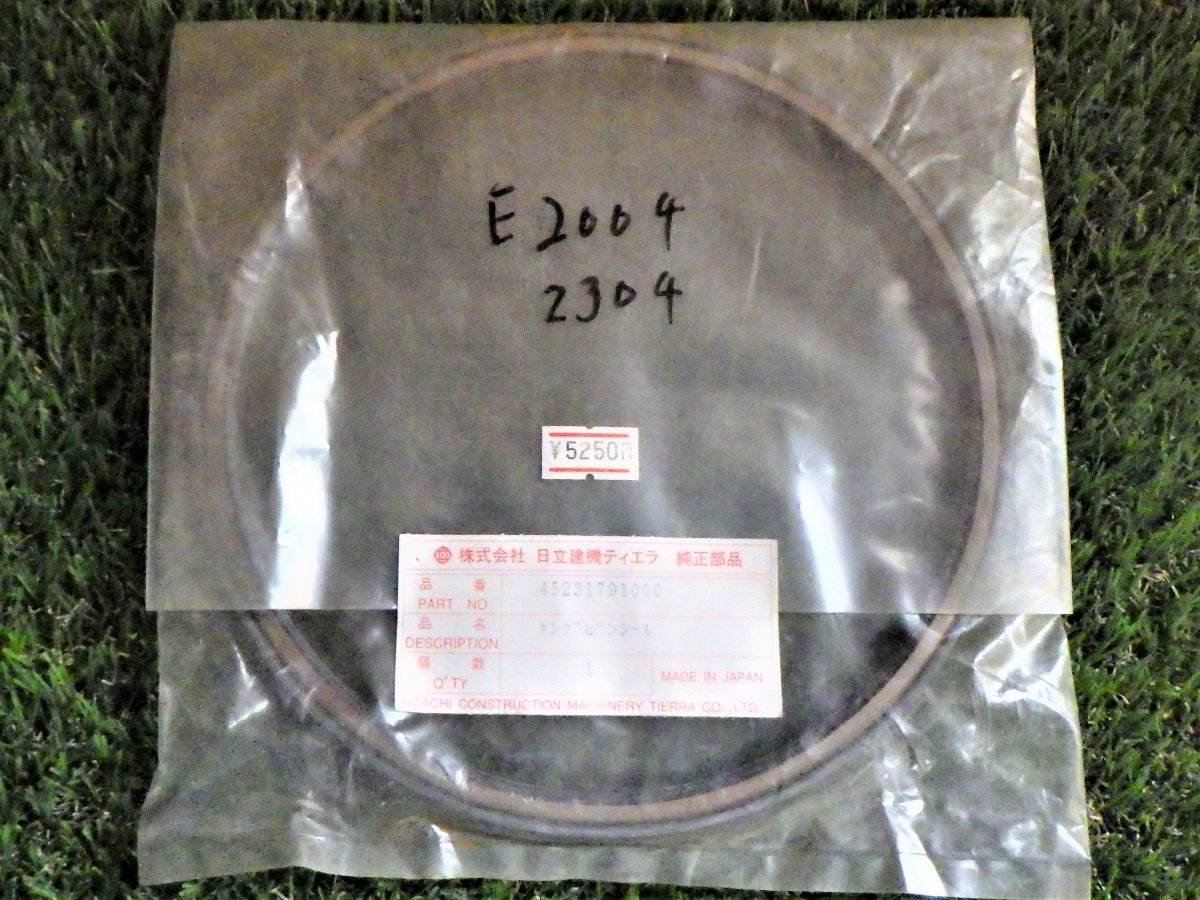 E 2004
2304
¥5250円
株式会社 日立建機ティエラ 純正部品
品番 45231791000
PART NO
品名 キングピンシール
DESCRIPTION
個数 1
Q'TY
MADE IN JAPAN
HITACHI CONSTRUCTION MACHINERY TIERRA CO.,LTD.